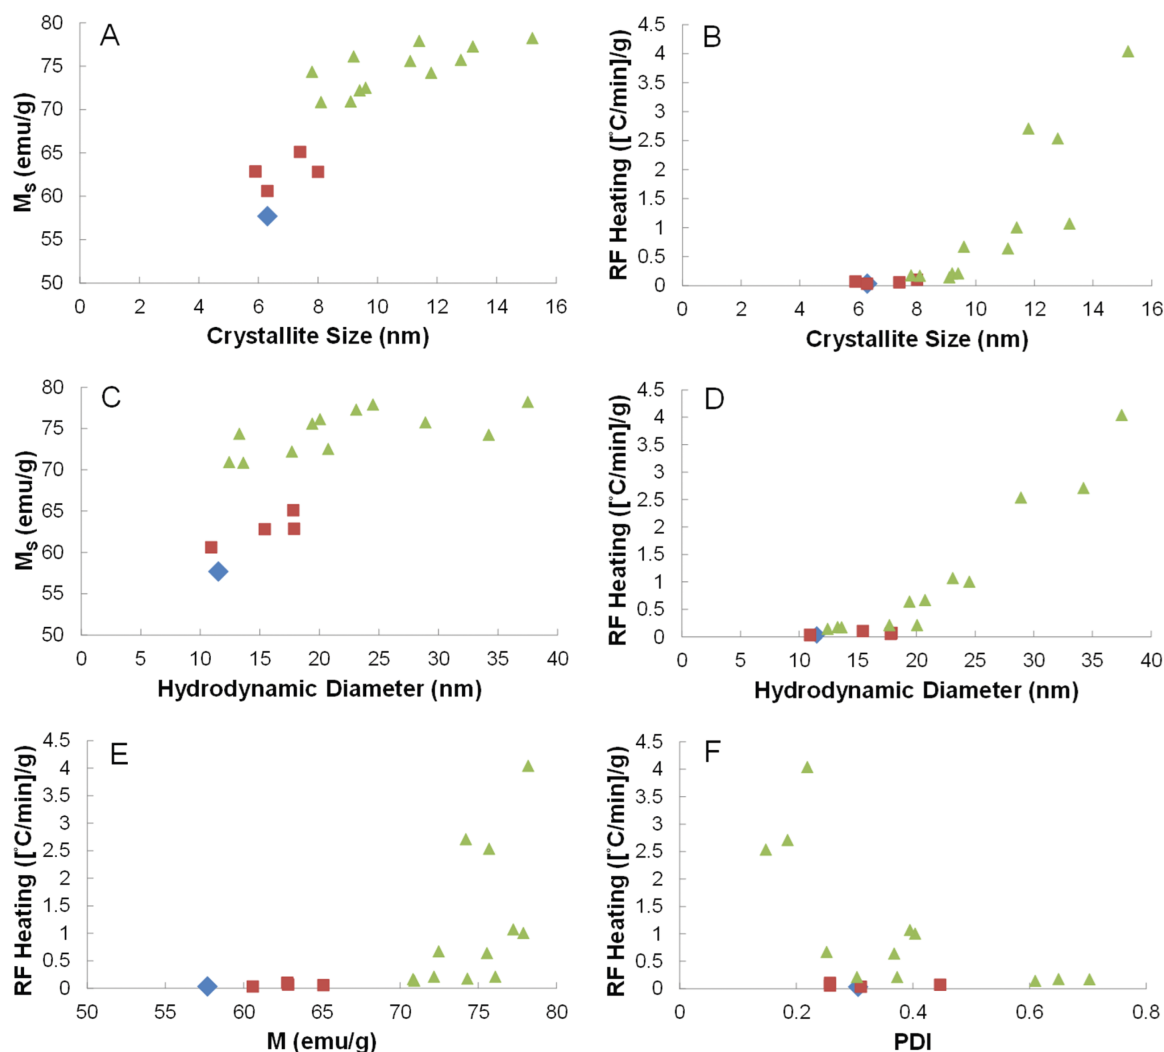 A
80
75
70
65
60
55
50
0 2 4 6 8 10 12 14 16
Ms (emu/g)
Crystallite Size (nm)
B
4.5
4
3.5
3
2.5
2
1.5
1
0.5
0
0 2 4 6 8 10 12 14 16
RF Heating ([°C/min]/g)
Crystallite Size (nm)
C
80
75
70
65
60
55
50
0 5 10 15 20 25 30 35 40
Ms (emu/g)
Hydrodynamic Diameter (nm)
D
4.5
4
3.5
3
2.5
2
1.5
1
0.5
0
0 5 10 15 20 25 30 35 40
RF Heating ([°C/min]/g)
Hydrodynamic Diameter (nm)
E
4.5
4
3.5
3
2.5
2
1.5
1
0.5
0
50 55 60 65 70 75 80
RF Heating ([°C/min]/g)
M (emu/g)
F
4.5
4
3.5
3
2.5
2
1.5
1
0.5
0
0 0.2 0.4 0.6 0.8
RF Heating ([°C/min]/g)
PDI